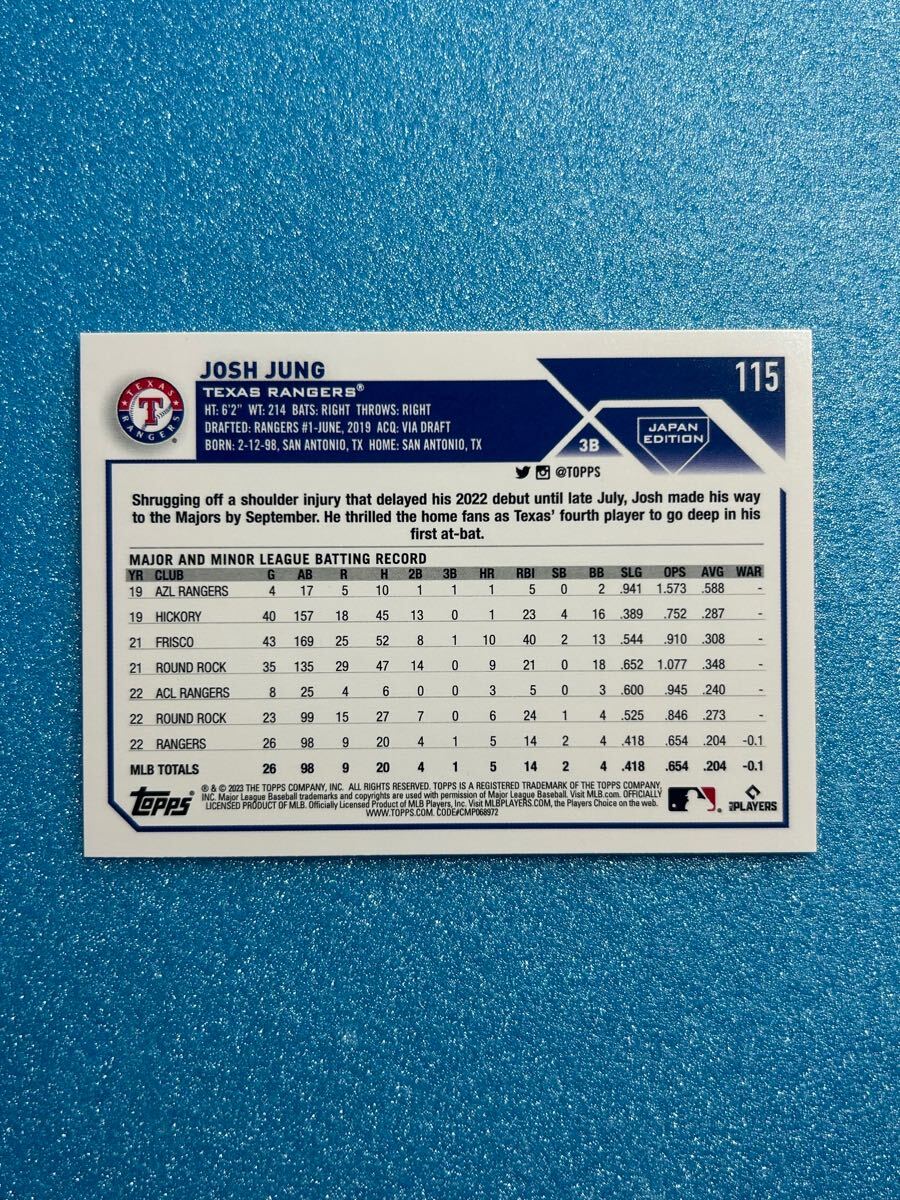 JOSH JUNG
115
TEXAS RANGERS
T
TEXAS RANGERS®
HT: 6'2" WT: 214 BATS: RIGHT THROWS: RIGHT
DRAFTED: RANGERS #1-JUNE, 2019 ACQ: VIA DRAFT
BORN: 2-12-98, SAN ANTONIO, TX HOME: SAN ANTONIO, TX
3B
JAPAN
EDITION
@TOPPS
Shrugging off a shoulder injury that delayed his 2022 debut until late July, Josh made his way
to the Majors by September. He thrilled the home fans as Texas' fourth player to go deep in his
first at-bat.
MAJOR AND MINOR LEAGUE BATTING RECORD
YR CLUB G AB R H 2B 3B HR RBI SB BB SLG OPS AVG WAR
19 AZL RANGERS 4 17 5 10 1 1 1 5 0 2 .941 1.573 .588 -
19 HICKORY 40 157 18 45 13 0 1 23 4 16 .389 .752 .287 -
21 FRISCO 43 169 25 52 8 1 10 40 2 13 .544 .910 .308 -
21 ROUND ROCK 35 135 29 47 14 0 9 21 0 18 .652 1.077 .348 -
22 ACL RANGERS 8 25 4 6 0 0 3 5 0 3 .600 .945 .240 -
22 ROUND ROCK 23 99 15 27 7 0 6 24 1 4 .525 .846 .273 -
22 RANGERS 26 98 9 20 4 1 5 14 2 4 .418 .654 .204 -0.1
MLB TOTALS 26 98 9 20 4 1 5 14 2 4 .418 .654 .204 -0.1
Topps®
® & © 2023 THE TOPPS COMPANY, INC. ALL RIGHTS RESERVED. TOPPS IS A REGISTERED TRADEMARK OF THE TOPPS COMPANY,
INC. Major League Baseball trademarks and copyrights are used with permission of Major League Baseball. Visit MLB.com. OFFICIALLY
LICENSED PRODUCT OF MLB. Officially Licensed Product of MLB Players, Inc. Visit MLBPLAYERS.COM, the Players Choice on the web.
WWW.TOPPS.COM. CODE#CMP068972
PLAYERS